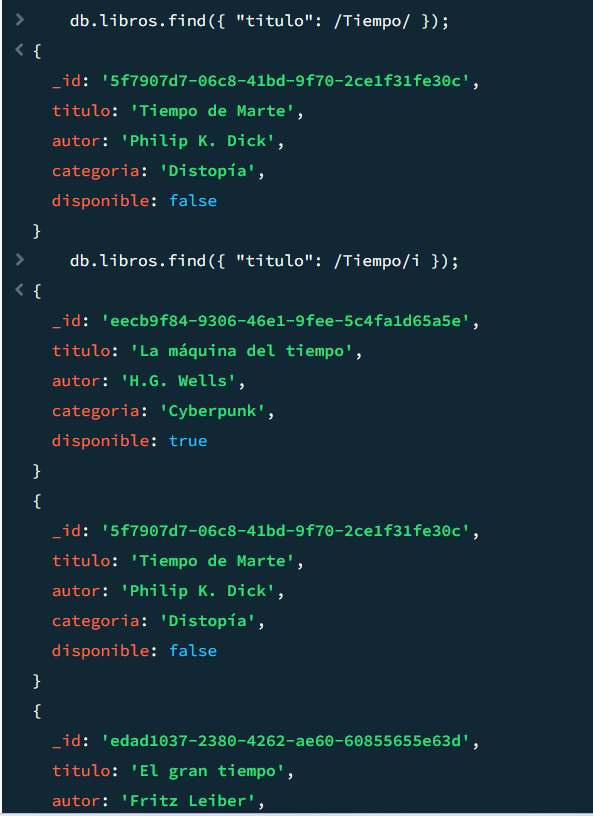 db.libros.find({ "titulo": /Tiempo/ });
{
_id: '5f7907d7-06c8-41bd-9f70-2ce1f31fe30c',
titulo: 'Tiempo de Marte',
autor: 'Philip K. Dick',
categoria: 'Distopía',
disponible: false
}
db.libros.find({ "titulo": /Tiempo/i });
{
_id: 'eecb9f84-9306-46e1-9fee-5c4fa1d65a5e',
titulo: 'La máquina del tiempo',
autor: 'H.G. Wells',
categoria: 'Cyberpunk',
disponible: true
}
{
_id: '5f7907d7-06c8-41bd-9f70-2ce1f31fe30c',
titulo: 'Tiempo de Marte',
autor: 'Philip K. Dick',
categoria: 'Distopía',
disponible: false
}
{
_id: 'edad1037-2380-4262-ae60-60855655e63d',
titulo: 'El gran tiempo',
autor: 'Fritz Leiber',